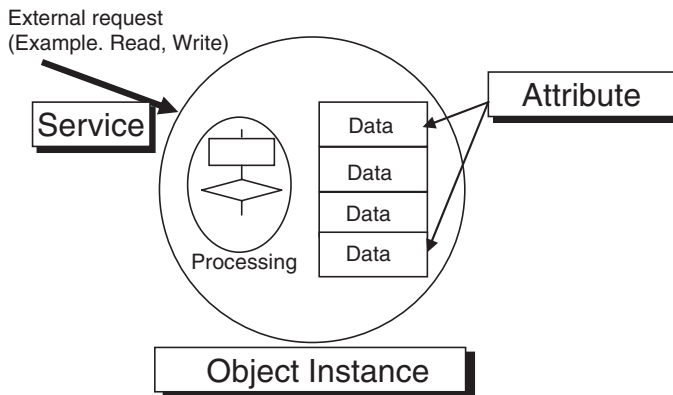 External request
(Example. Read, Write)
Service
Attribute
Data
Data
Data
Data
Processing
Object Instance